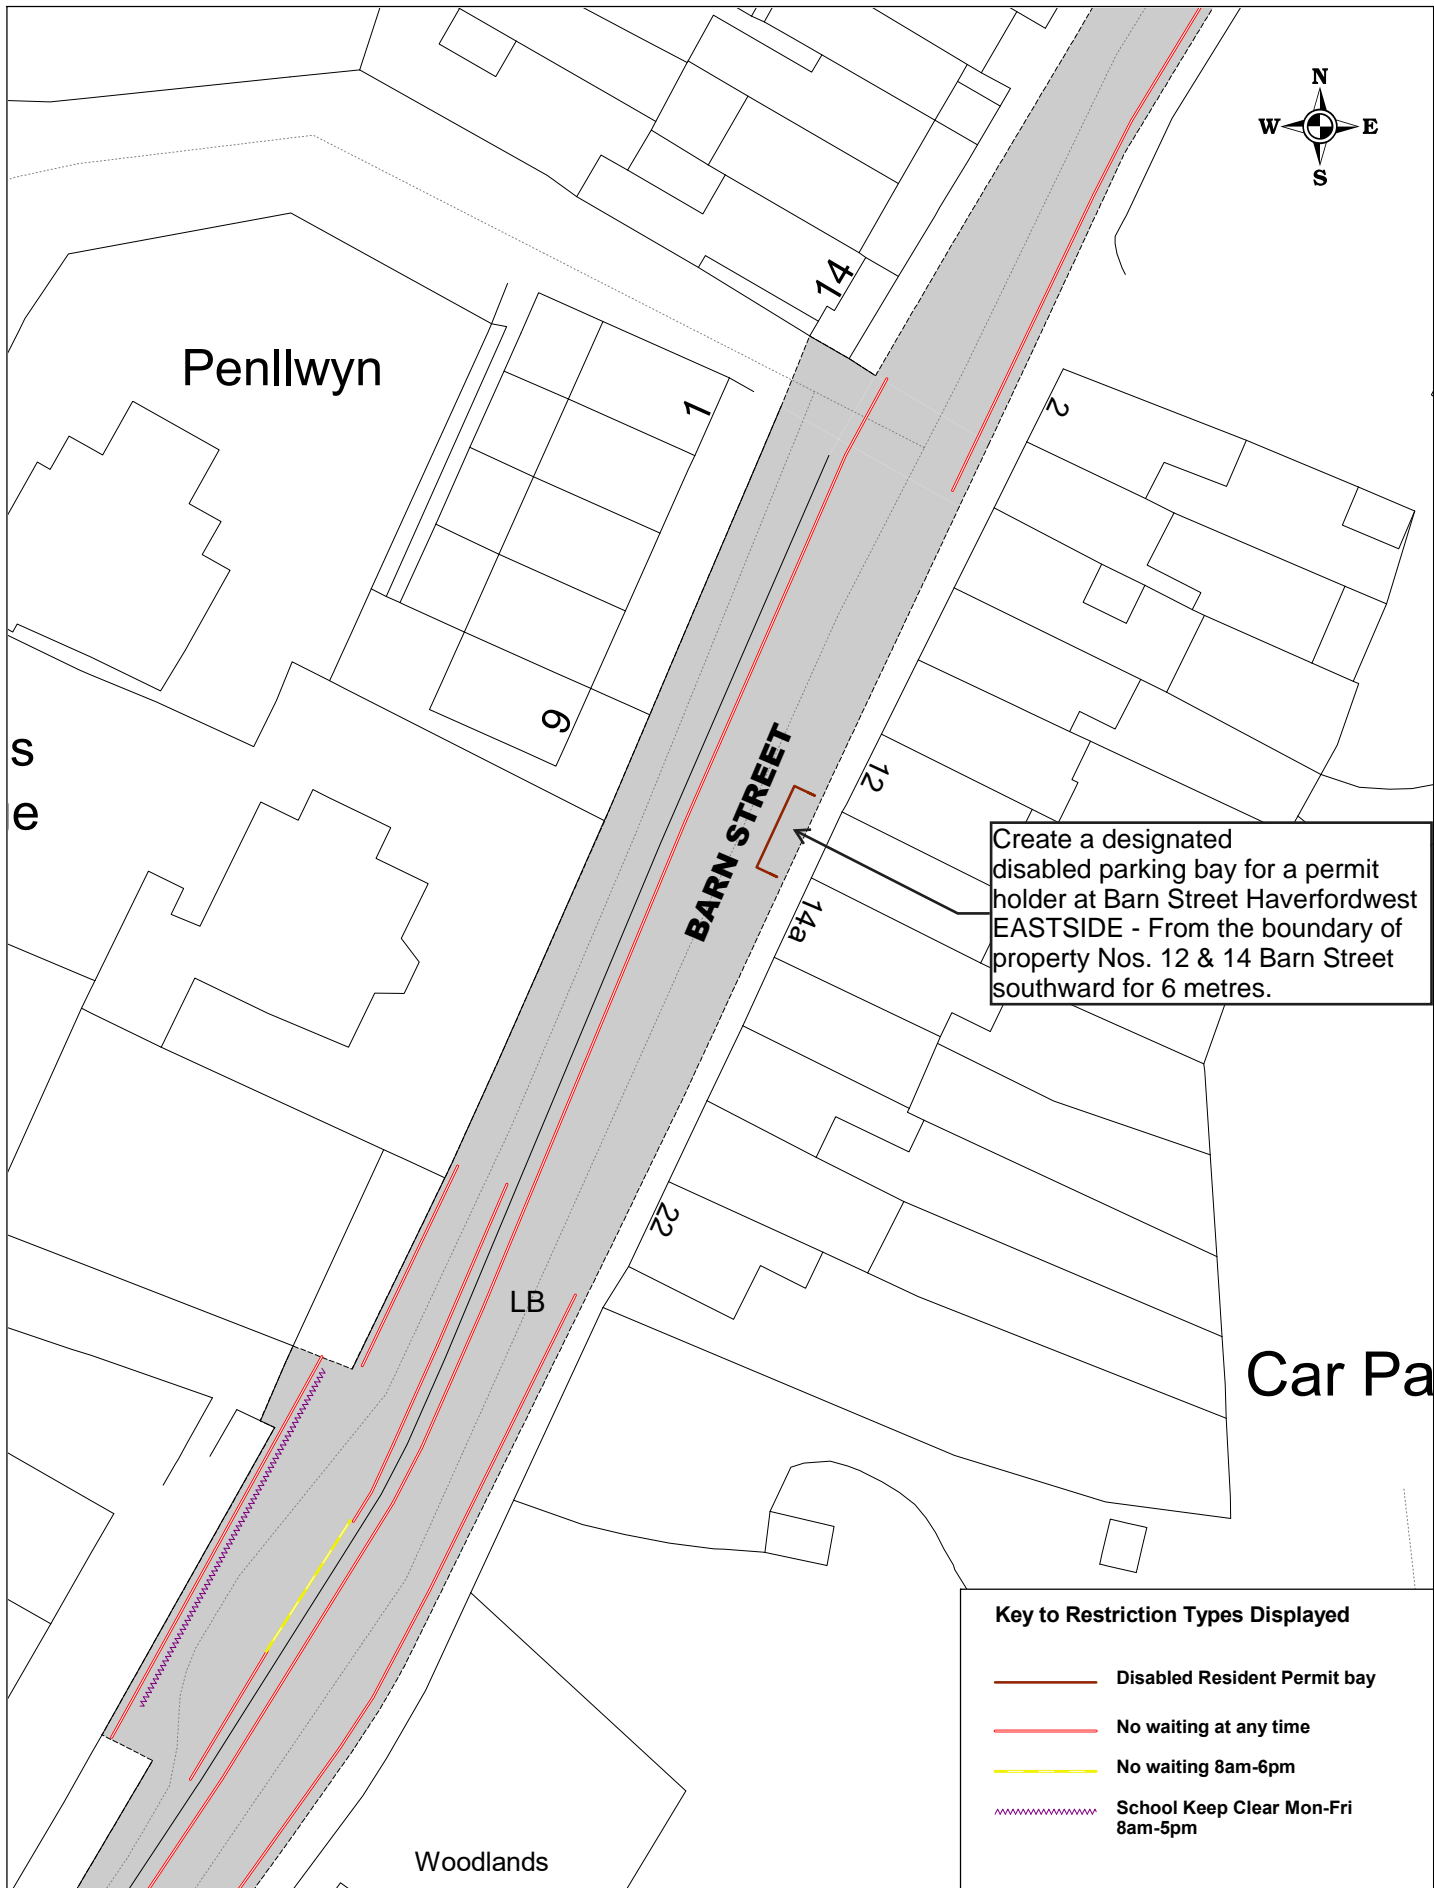 N
W E
S
14
Penllwyn
1
2
6
s
e
BARN STREET
12
Create a designated
disabled parking bay for a permit
holder at Barn Street Haverfordwest
EASTSIDE - From the boundary of
property Nos. 12 & 14 Barn Street
southward for 6 metres.
14a
22
LB
Car Pa
Key to Restriction Types Displayed
Disabled Resident Permit bay
No waiting at any time
No waiting 8am-6pm
School Keep Clear Mon-Fri
8am-5pm
Woodlands